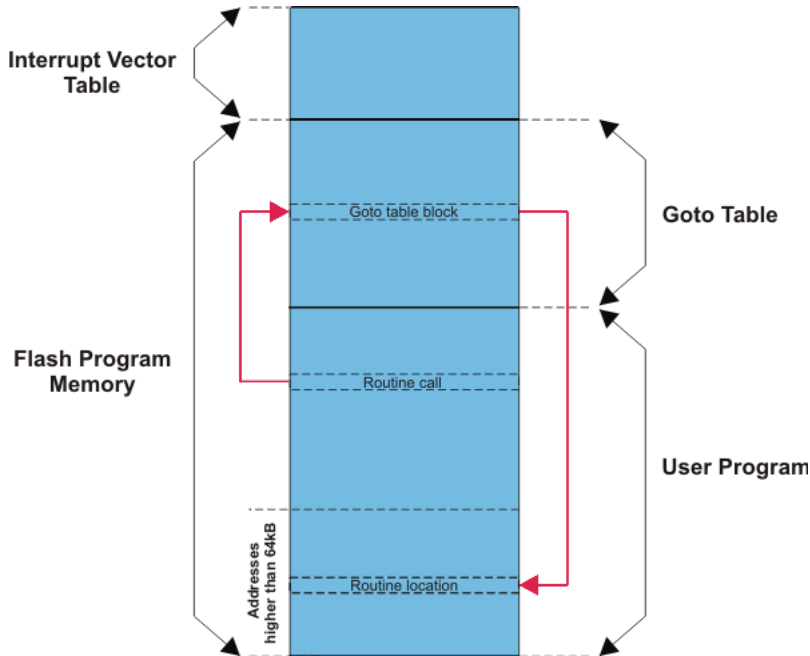 Interrupt Vector
Table
Goto table block
Goto Table
Flash Program
Memory
Routine call
User Program
Addresses
higher than 64kB
Routine location